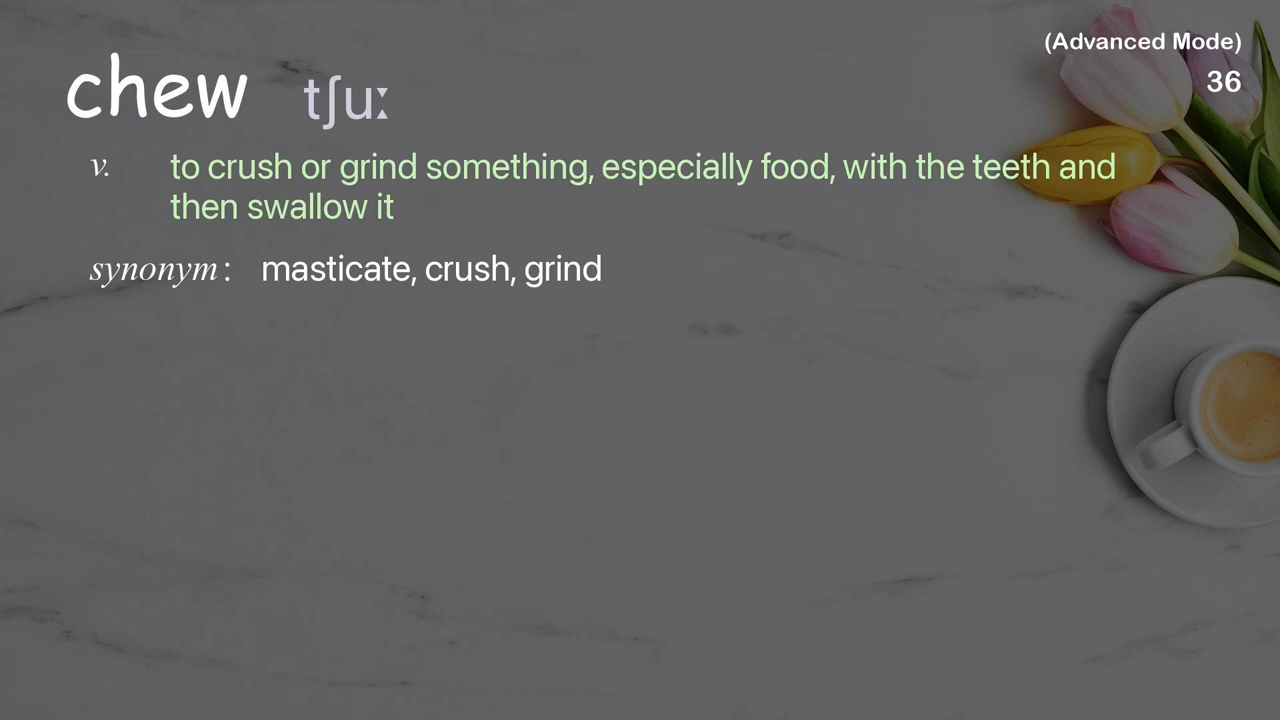 (Advanced Mode)
36
chew tʃuː
v. to crush or grind something, especially food, with the teeth and
then swallow it
synonym: masticate, crush, grind